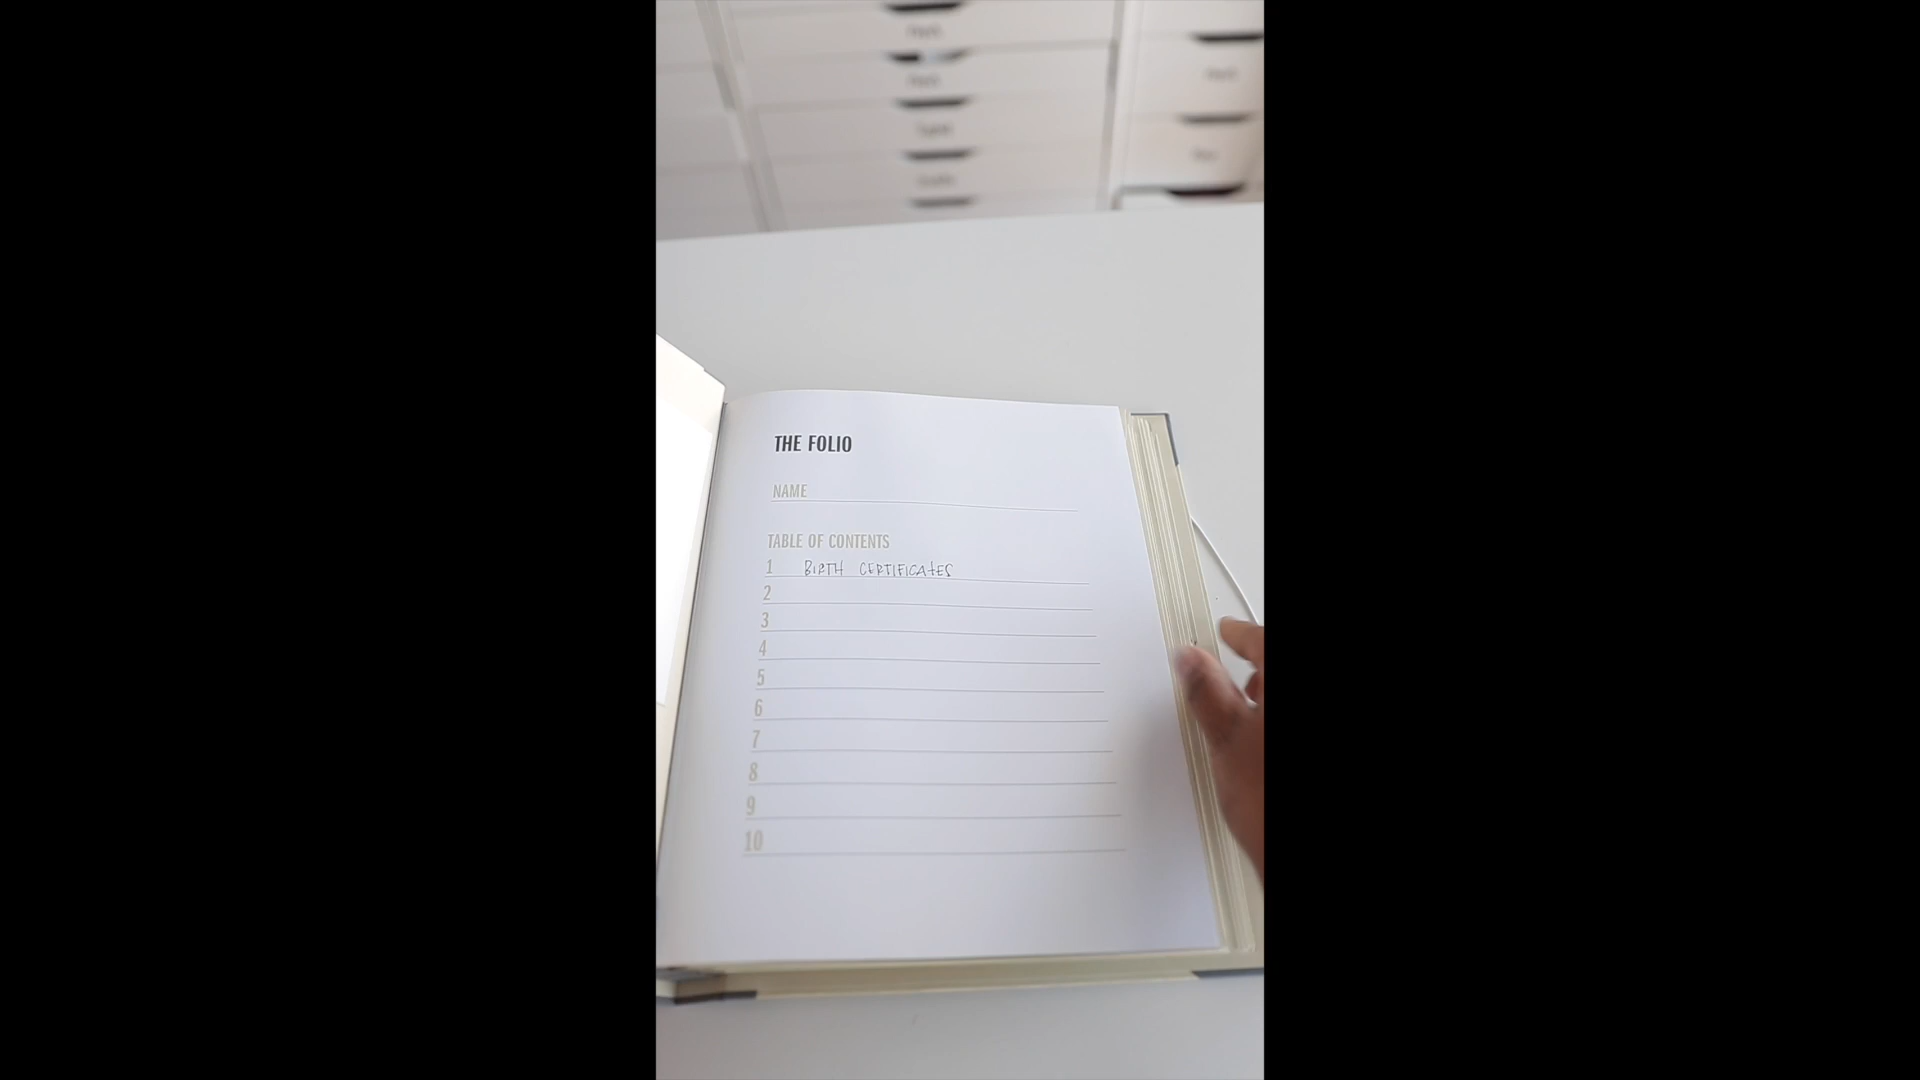 THE FOLIO
NAME
TABLE OF CONTENTS
1 BIRTH CERTIFICATES
2
3
4
5
6
7
8
9
10